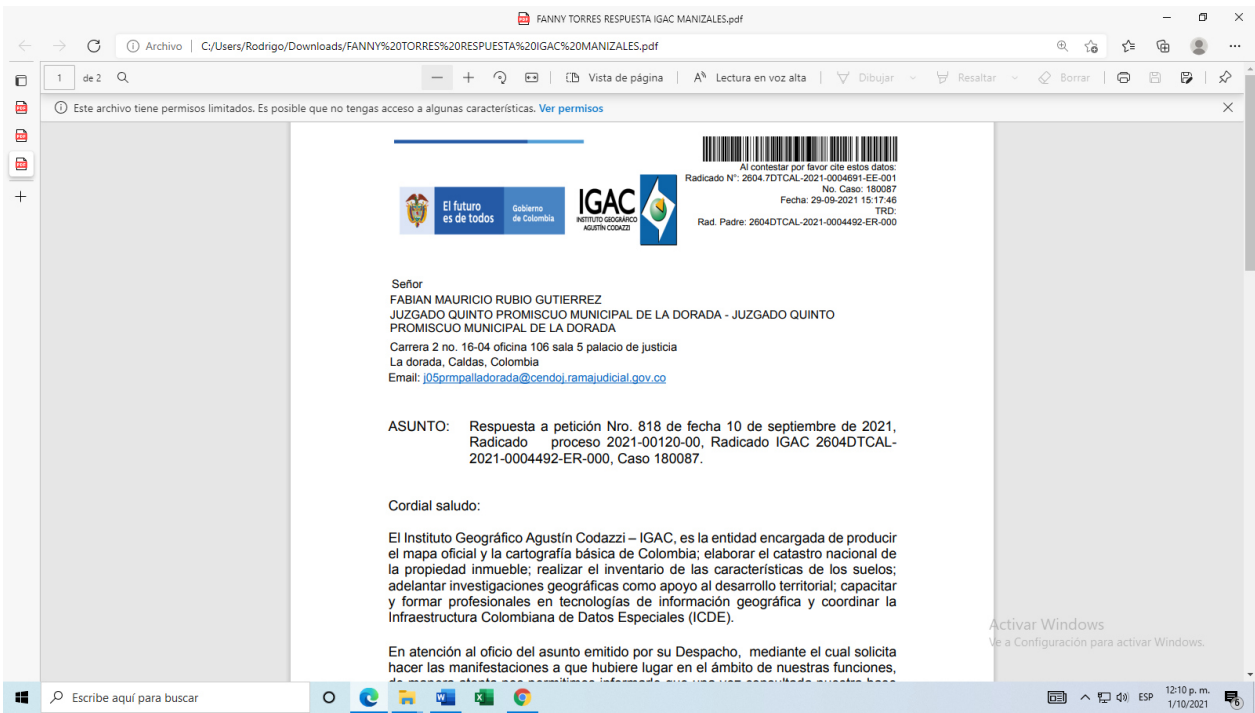 FANNY TORRES RESPUESTA IGAC MANIZALES.pdf
Archivo | C:/Users/Rodrigo/Downloads/FANNY%20TORRES%20RESPUESTA%20IGAC%20MANIZALES.pdf
1 de 2 Vista de página Lectura en voz alta Dibujar Resaltar Borrar
Este archivo tiene permisos limitados. Es posible que no tengas acceso a algunas características. Ver permisos
Al contestar por favor cite estos datos:
Radicado N°: 2604.7DTCAL-2021-0004691-EE-001
No. Caso: 180087
Fecha: 29-09-2021 15:17:46
TRD:
Rad. Padre: 2604DTCAL-2021-0004492-ER-000
El futuro
es de todos
Gobierno
de Colombia
IGAC
INSTITUTO GEOGRÁFICO
AGUSTÍN CODAZZI
Señor
FABIAN MAURICIO RUBIO GUTIERREZ
JUZGADO QUINTO PROMISCUO MUNICIPAL DE LA DORADA - JUZGADO QUINTO
PROMISCUO MUNICIPAL DE LA DORADA
Carrera 2 no. 16-04 oficina 106 sala 5 palacio de justicia
La dorada, Caldas, Colombia
Email: j05prmpalladorada@cendoj.ramajudicial.gov.co
ASUNTO: Respuesta a petición Nro. 818 de fecha 10 de septiembre de 2021,
Radicado proceso 2021-00120-00, Radicado IGAC 2604DTCAL-
2021-0004492-ER-000, Caso 180087.
Cordial saludo:
El Instituto Geográfico Agustín Codazzi – IGAC, es la entidad encargada de producir
el mapa oficial y la cartografía básica de Colombia; elaborar el catastro nacional de
la propiedad inmueble; realizar el inventario de las características de los suelos;
adelantar investigaciones geográficas como apoyo al desarrollo territorial; capacitar
y formar profesionales en tecnologías de información geográfica y coordinar la
Infraestructura Colombiana de Datos Especiales (ICDE).
En atención al oficio del asunto emitido por su Despacho, mediante el cual solicita
hacer las manifestaciones a que hubiere lugar en el ámbito de nuestras funciones,
de manera atenta nos permitimos informarle que una vez consultada nuestra base
Activar Windows
Ve a Configuración para activar Windows.
Escribe aquí para buscar
ESP
12:10 p. m.
1/10/2021
6